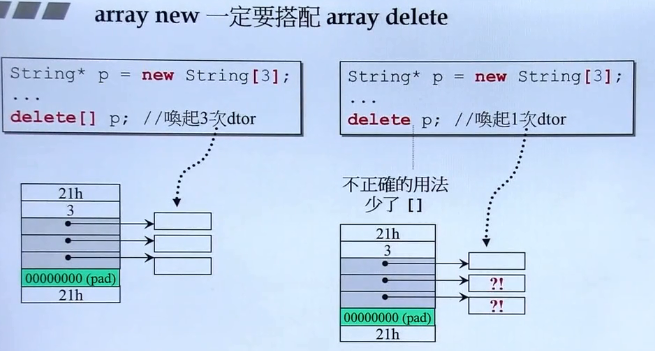 array new 一定要搭配 array delete
String* p = new String[3];
...
delete[] p; //喚起3次dtor
21h
3
00000000 (pad)
21h
String* p = new String[3];
...
delete p; //喚起1次dtor
不正確的用法
少了 []
21h
3
?!
?!
00000000 (pad)
21h